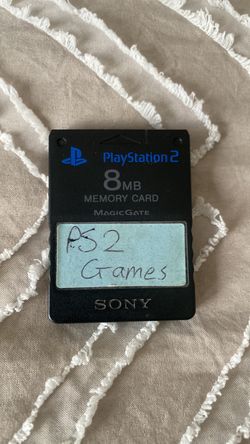 PlayStation 2
8MB
MEMORY CARD
MAGICGATE
PS2
Games
SONY